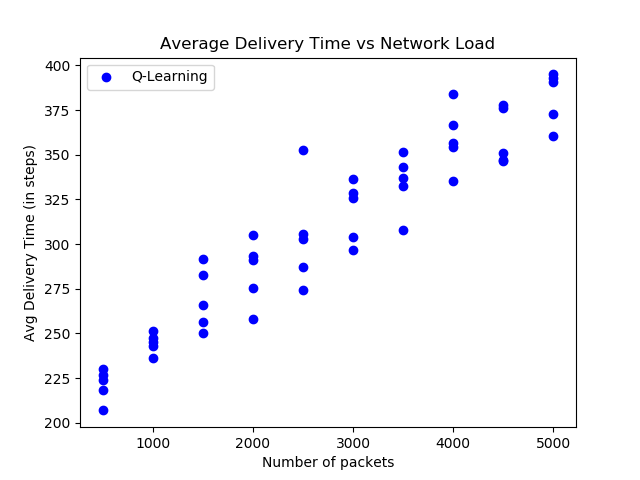 Average Delivery Time vs Network Load
Q-Learning
400
375
350
325
300
275
250
225
200
Avg Delivery Time (in steps)
1000 2000 3000 4000 5000
Number of packets